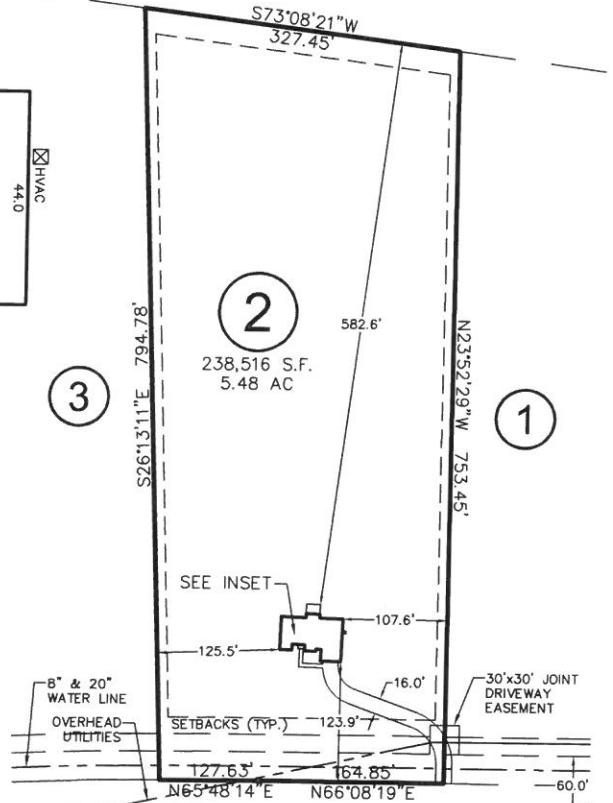 S73°08'21"W
327.45'
HVAC
44.0
2
238,516 S.F.
5.48 AC
582.6'
S26°13'11"E 794.78'
N23°52'29"W 753.45'
3
1
SEE INSET
107.6'
125.5'
16.0'
8" & 20"
WATER LINE
30'x30' JOINT
DRIVEWAY
EASEMENT
OVERHEAD
UTILITIES
SETBACKS (TYP.)
123.9'
127.63'
164.85'
N65°48'14"E
N66°08'19"E
60.0'